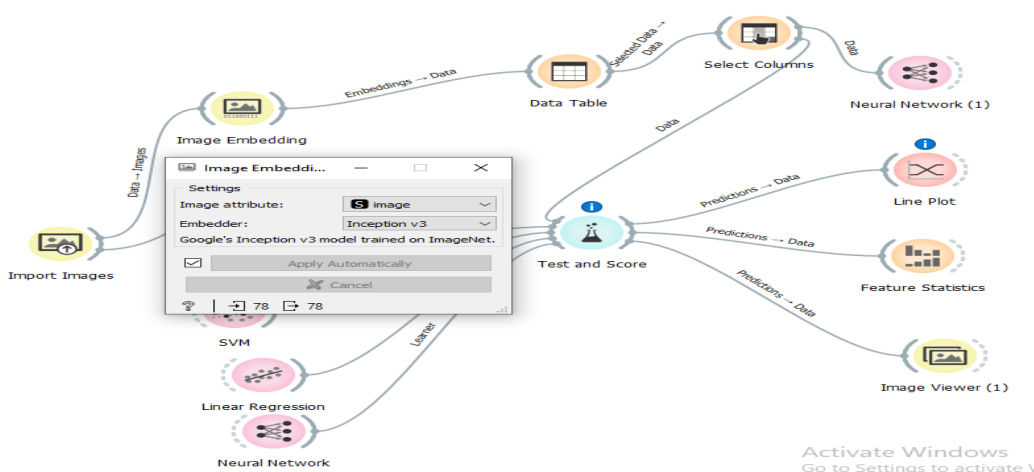 Selected Data → Data
Select Columns
Data
Embeddings → Data
Data Table
Neural Network (1)
Image Embedding
Data
Data → Images
Image Embeddi...
Settings
Image attribute:
S image
Embedder:
Inception v3
Google's Inception v3 model trained on ImageNet.
Apply Automatically
Cancel
? | 78 78
Import Images
Predictions → Data
Line Plot
Test and Score
Predictions → Data
Feature Statistics
Predictions → Data
Image Viewer (1)
SVM
Learner
Linear Regression
Neural Network
Activate Windows
Go to Settings to activate